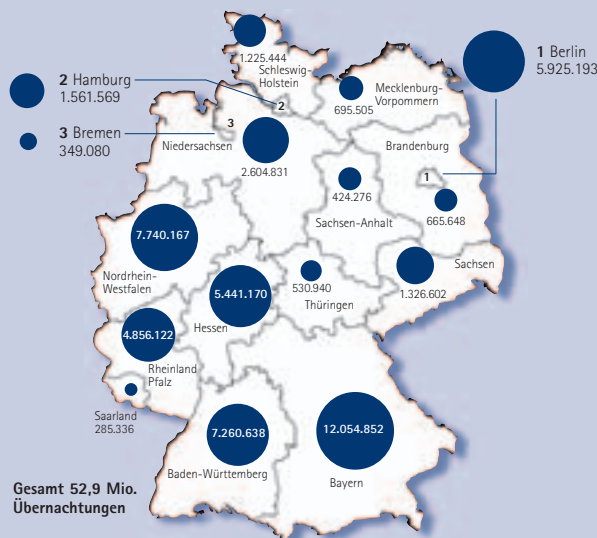 1.225.444
Schleswig-
Holstein
1 Berlin
5.925.193
2 Hamburg
1.561.569
3 Bremen
349.080
2
3
Mecklenburg-
Vorpommern
695.505
Niedersachsen
2.604.831
Brandenburg
1
665.648
424.276
Sachsen-Anhalt
7.740.167
Nordrhein-
Westfalen
5.441.170
Hessen
530.940
Thüringen
Sachsen
1.326.602
4.856.122
Rheinland
Pfalz
Saarland
285.336
7.260.638
Baden-Württemberg
12.054.852
Bayern
Gesamt 52,9 Mio.
Übernachtungen